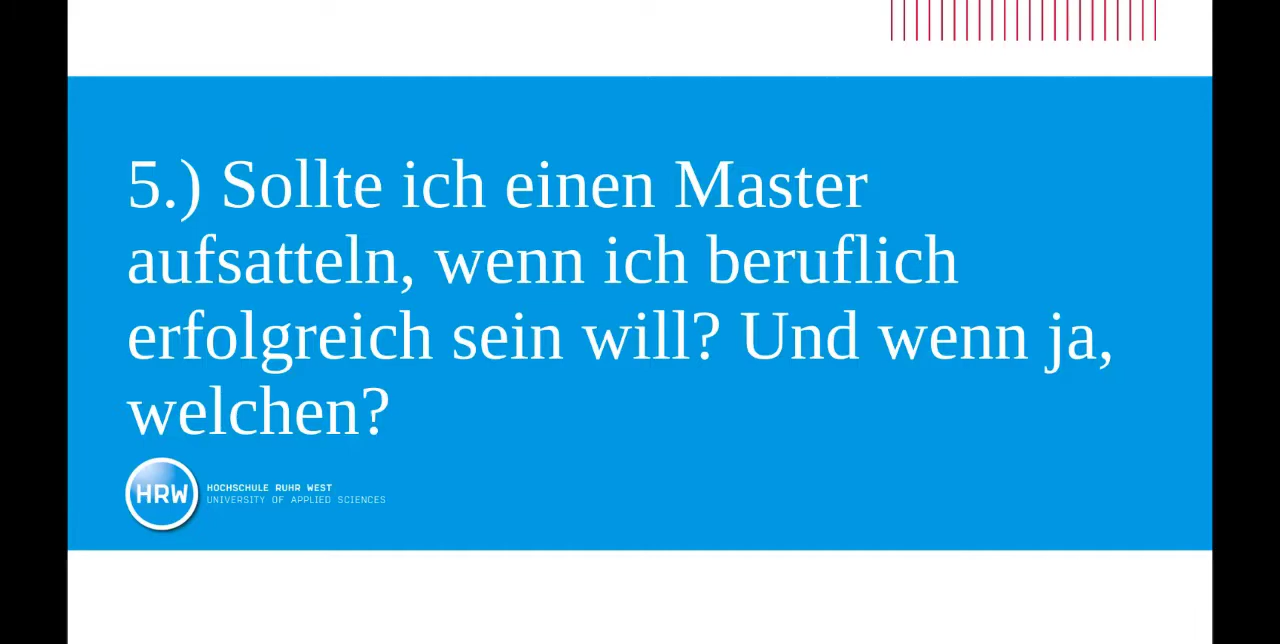 5.) Sollte ich einen Master
aufsatteln, wenn ich beruflich
erfolgreich sein will? Und wenn ja,
welchen?
HRW
HOCHSCHULE RUHR WEST
UNIVERSITY OF APPLIED SCIENCES